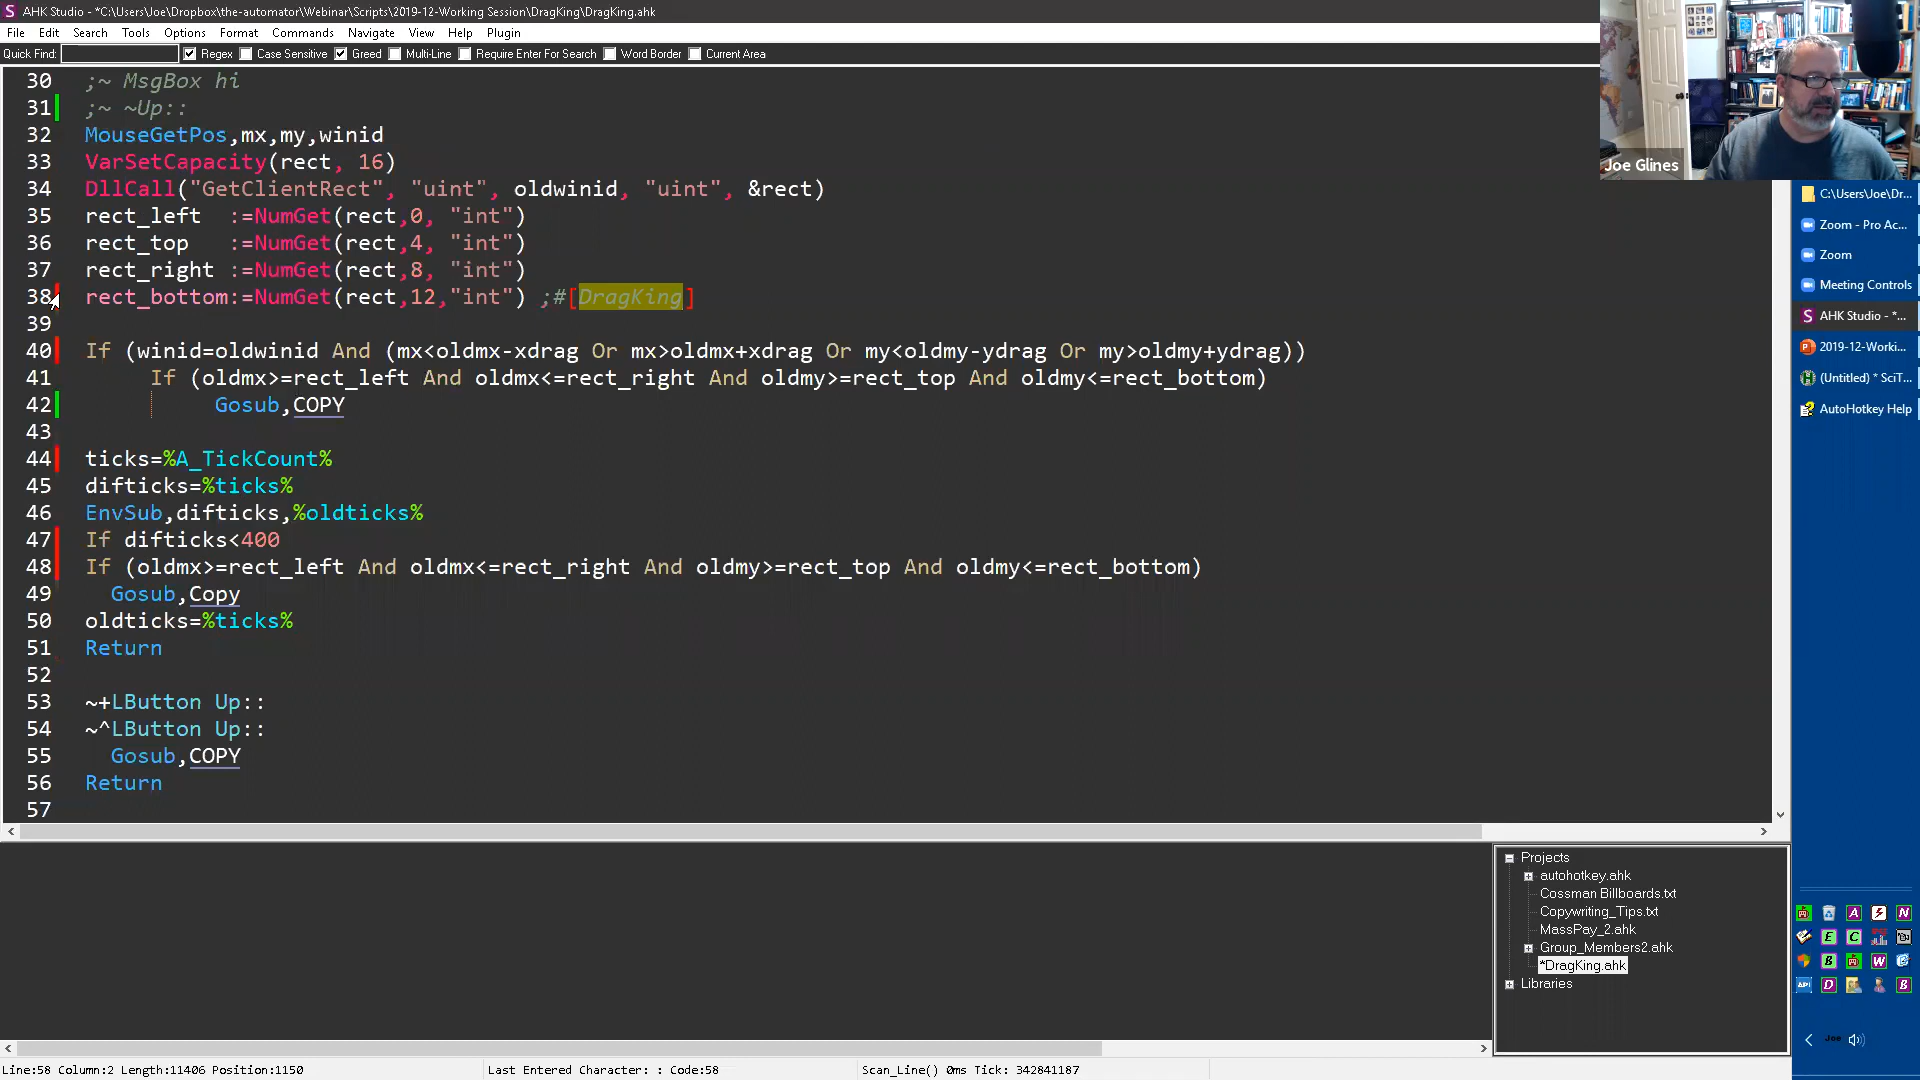 AHK Studio - *C:\Users\Joe\Dropbox\the-automator\Webinar\Scripts\2019-12-Working Session\DragKing\DragKing.ahk
File Edit Search Tools Options Format Commands Navigate View Help Plugin
Quick Find: Regex Case Sensitive Greed Multi-Line Require Enter For Search Word Border Current Area
30 ;~ MsgBox hi
31 ;~ ~Up::
32 MouseGetPos,mx,my,winid
33 VarSetCapacity(rect, 16)
34 DllCall("GetClientRect", "uint", oldwinid, "uint", &rect)
35 rect_left  :=NumGet(rect,0, "int")
36 rect_top   :=NumGet(rect,4, "int")
37 rect_right :=NumGet(rect,8, "int")
38 rect_bottom:=NumGet(rect,12,"int") ;#[DragKing]
39
40 If (winid=oldwinid And (mx<oldmx-xdrag Or mx>oldmx+xdrag Or my<oldmy-ydrag Or my>oldmy+ydrag))
41 If (oldmx>=rect_left And oldmx<=rect_right And oldmy>=rect_top And oldmy<=rect_bottom)
42 Gosub,COPY
43
44 ticks=%A_TickCount%
45 difticks=%ticks%
46 EnvSub,difticks,%oldticks%
47 If difticks<400
48 If (oldmx>=rect_left And oldmx<=rect_right And oldmy>=rect_top And oldmy<=rect_bottom)
49 Gosub,Copy
50 oldticks=%ticks%
51 Return
52
53 ~+LButton Up::
54 ~^LButton Up::
55 Gosub,COPY
56 Return
57
Projects
autohotkey.ahk
Cossman Billboards.txt
Copywriting_Tips.txt
MassPay_2.ahk
Group_Members2.ahk
*DragKing.ahk
Libraries
Line:58 Column:2 Length:11406 Position:1150 Last Entered Character: : Code:58 Scan_Line() 0ms Tick: 342841187
Joe Glines
C:\Users\Joe\Dr...
Zoom - Pro Ac...
Zoom
Meeting Controls
AHK Studio - *...
2019-12-Worki...
(Untitled) * SciT...
AutoHotkey Help
A N
E C
B W
API D B
Joe